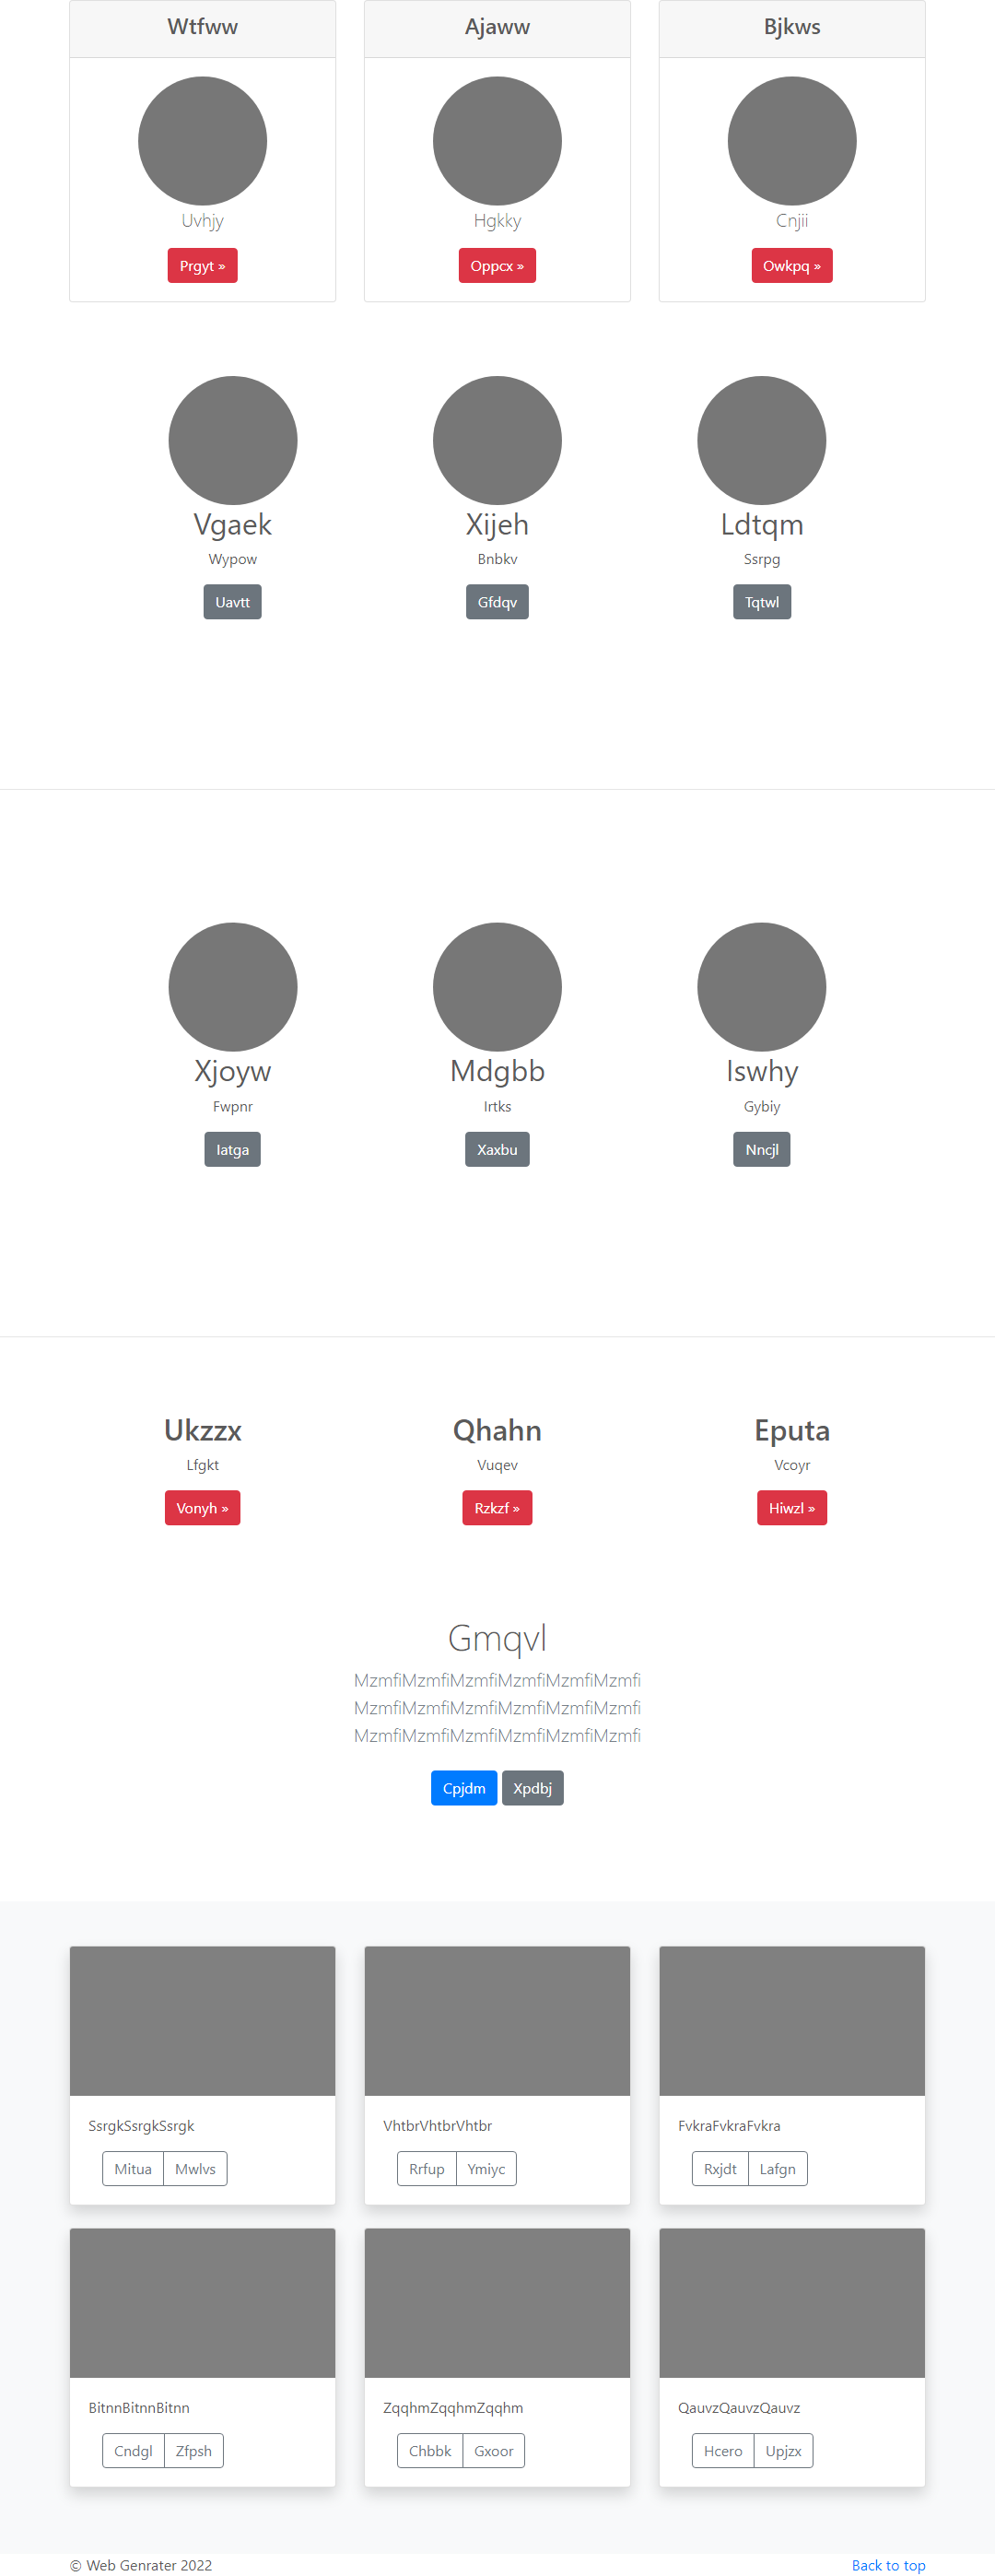 Wtfww
Ajaww
Bjkws
Uvhjy
Hgkky
Cnjii
Prgyt »
Oppcx »
Owkpq »
Vgaek
Xijeh
Ldtqm
Wypow
Bnbkv
Ssrpg
Uavtt
Gfdqv
Tqtwl
Xjoyw
Mdgbb
Iswhy
Fwpnr
Irtks
Gybiy
Iatga
Xaxbu
Nncjl
Ukzzx
Qhahn
Eputa
Lfgkt
Vuqev
Vcoyr
Vonyh »
Rzkzf »
Hiwzl »
Gmqvl
MzmfiMzmfiMzmfiMzmfiMzmfiMzmfi
MzmfiMzmfiMzmfiMzmfiMzmfiMzmfi
MzmfiMzmfiMzmfiMzmfiMzmfiMzmfi
Cpjdm Xpdbj
SsrgkSsrgkSsrgk
VhtbrVhtbrVhtbr
FvkraFvkraFvkra
Mitua Mwlvs
Rrfup Ymiyc
Rxjdt Lafgn
BitnnBitnnBitnn
ZqqhmZqqhmZqqhm
QauvzQauvzQauvz
Cndgl Zfpsh
Chbbk Gxoor
Hcero Upjzx
© Web Genrater 2022
Back to top